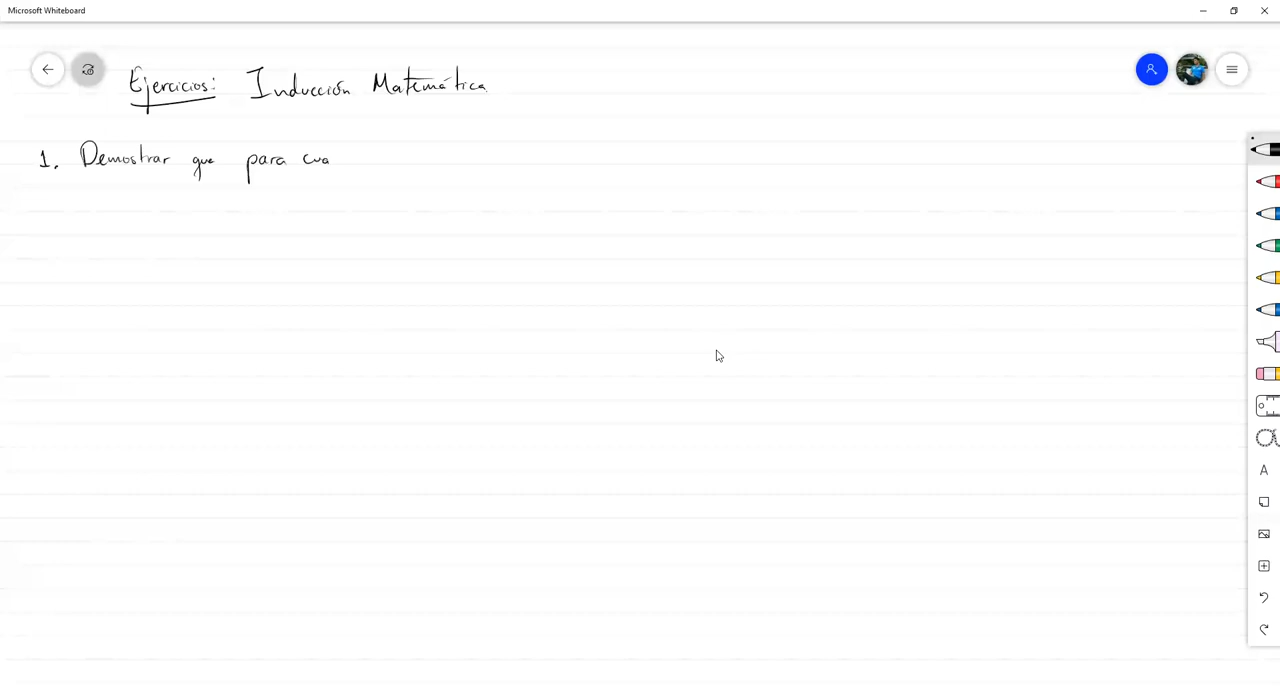 Microsoft Whiteboard
Ejercicios: Inducción Matemática
1. Demostrar que para cua
A